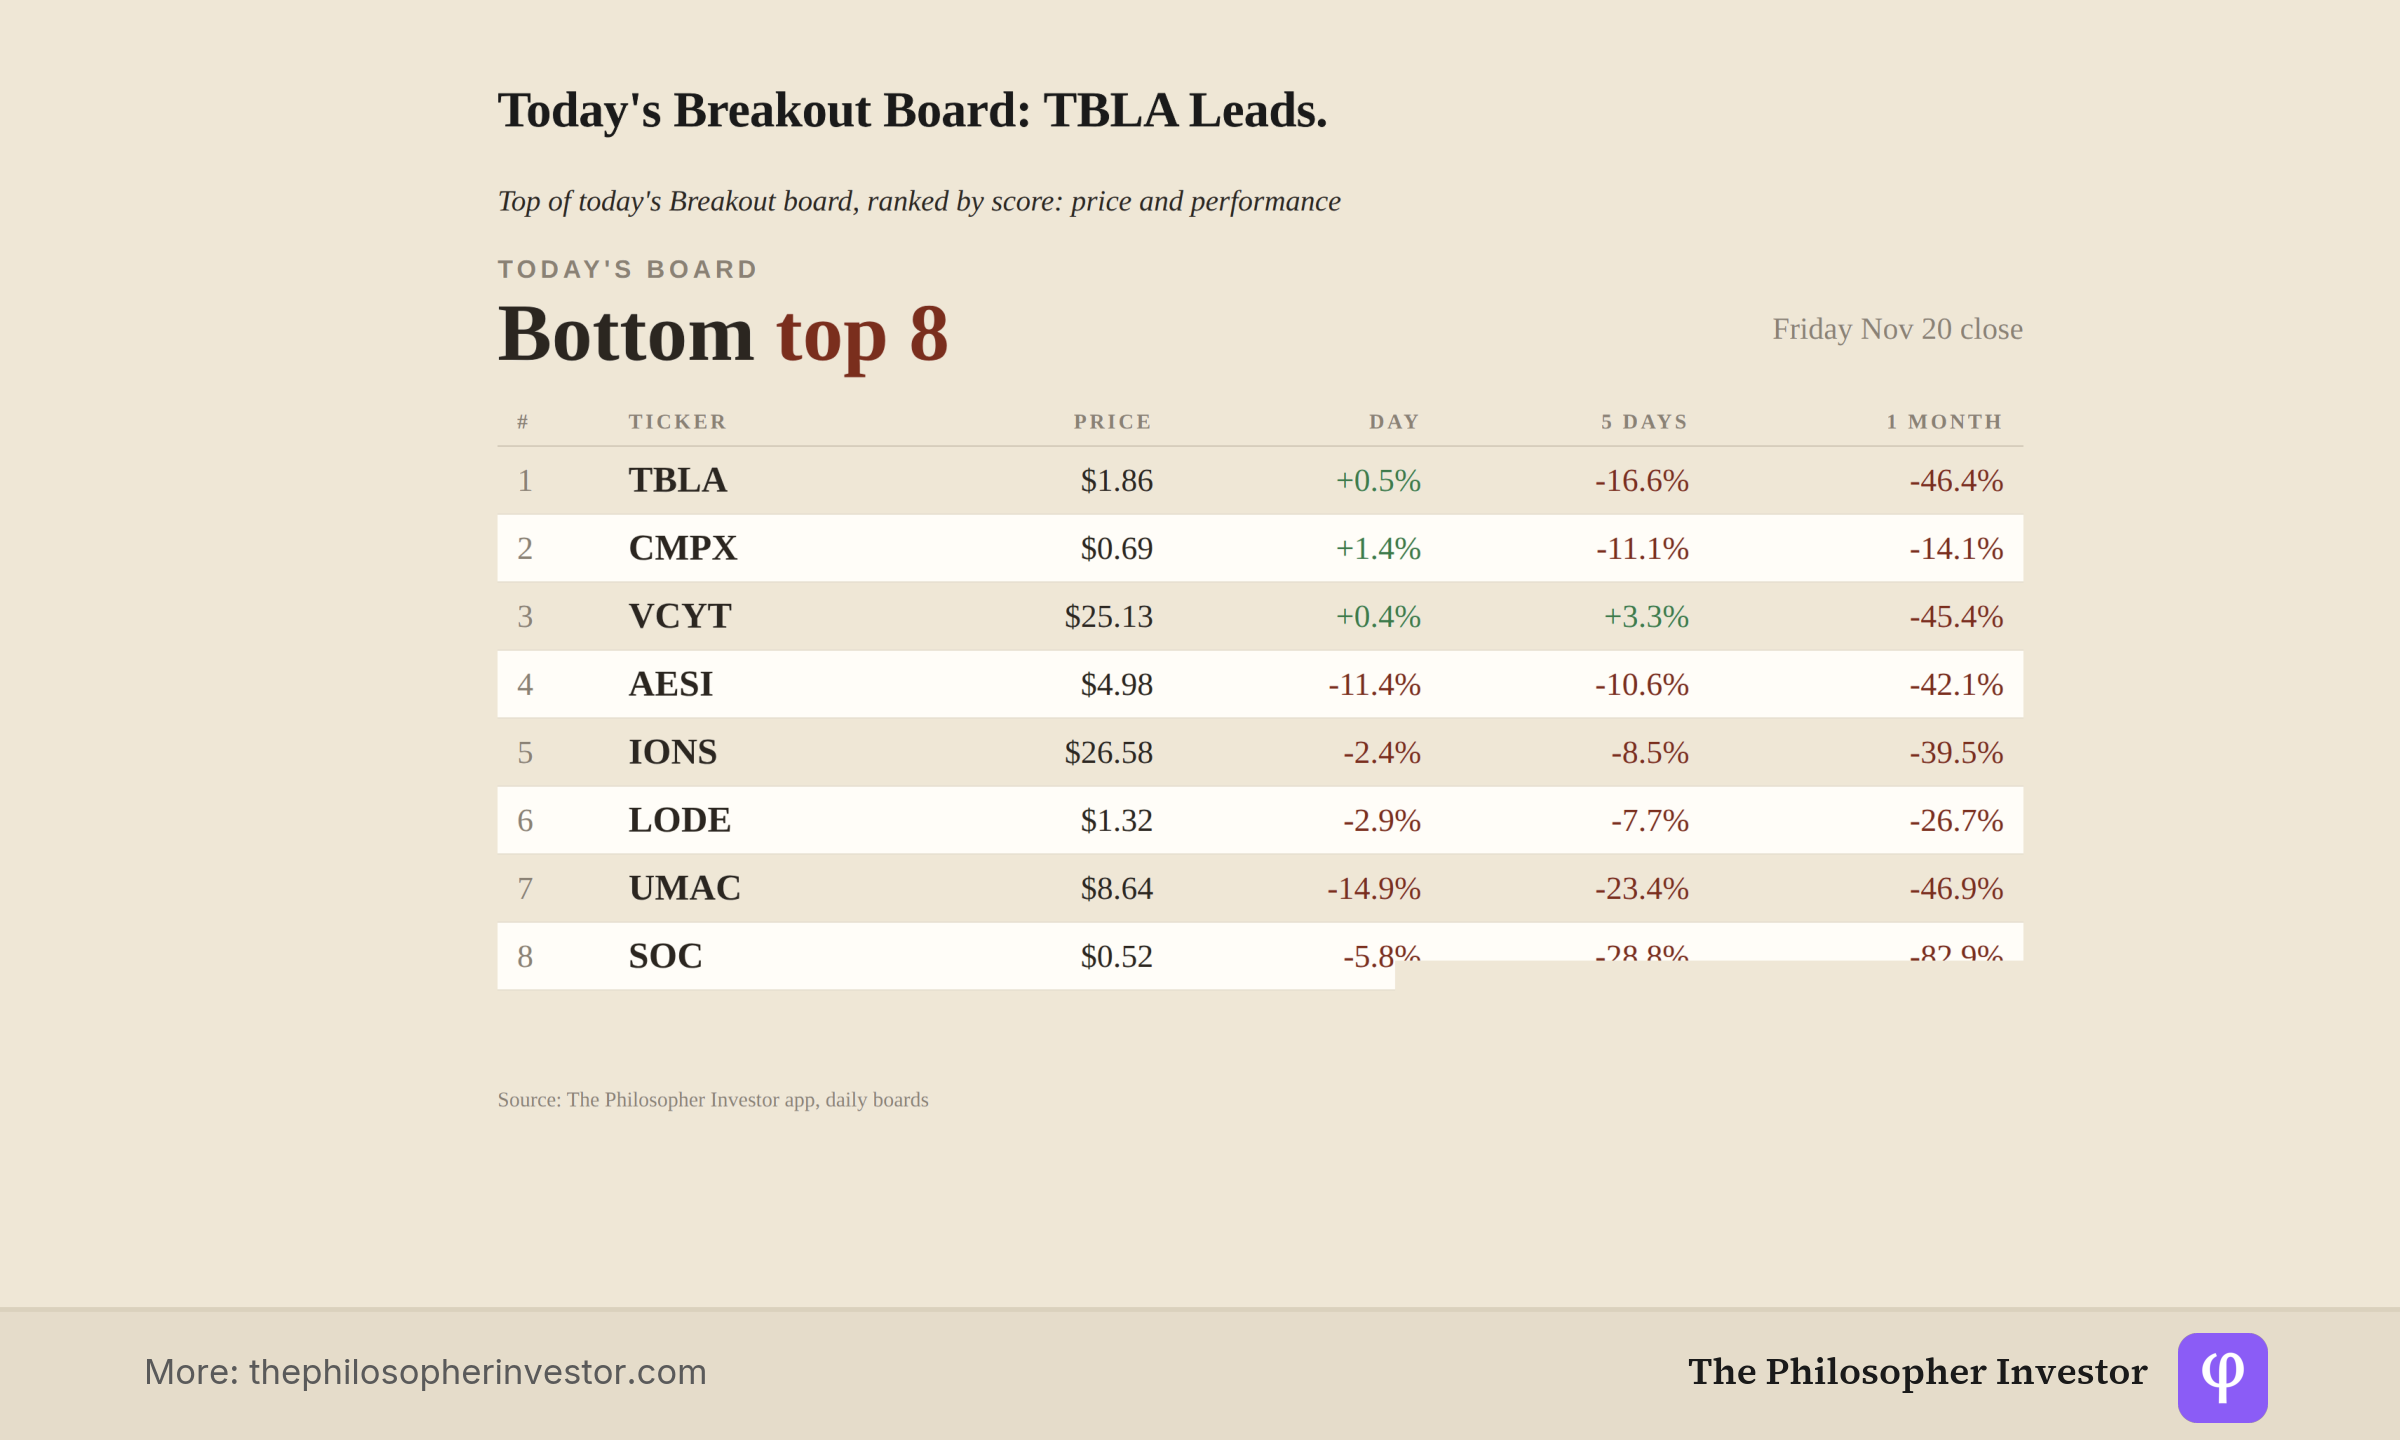 Today's Breakout Board: TBLA Leads.
Top of today's Breakout board, ranked by score: price and performance
TODAY'S BOARD
Bottom top 8
Friday Nov 20 close
# TICKER PRICE DAY 5 DAYS 1 MONTH
1 TBLA $1.86 +0.5% -16.6% -46.4%
2 CMPX $0.69 +1.4% -11.1% -14.1%
3 VCYT $25.13 +0.4% +3.3% -45.4%
4 AESI $4.98 -11.4% -10.6% -42.1%
5 IONS $26.58 -2.4% -8.5% -39.5%
6 LODE $1.32 -2.9% -7.7% -26.7%
7 UMAC $8.64 -14.9% -23.4% -46.9%
8 SOC $0.52 -5.8% -28.8% -82.9%
Source: The Philosopher Investor app, daily boards
More: thephilosopherinvestor.com
The Philosopher Investor φ